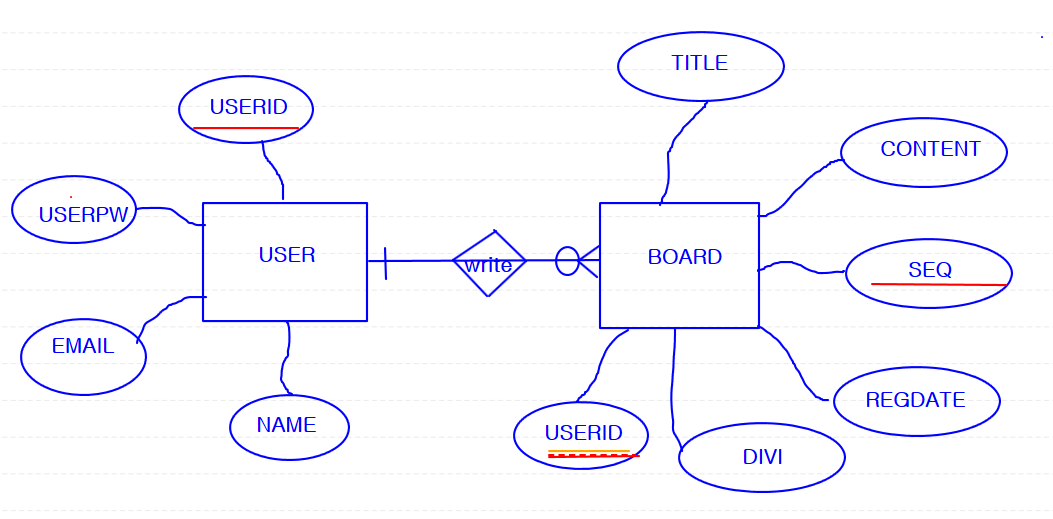 TITLE
USERID
CONTENT
USERPW
USER
write
BOARD
SEQ
EMAIL
REGDATE
NAME
USERID
DIVI